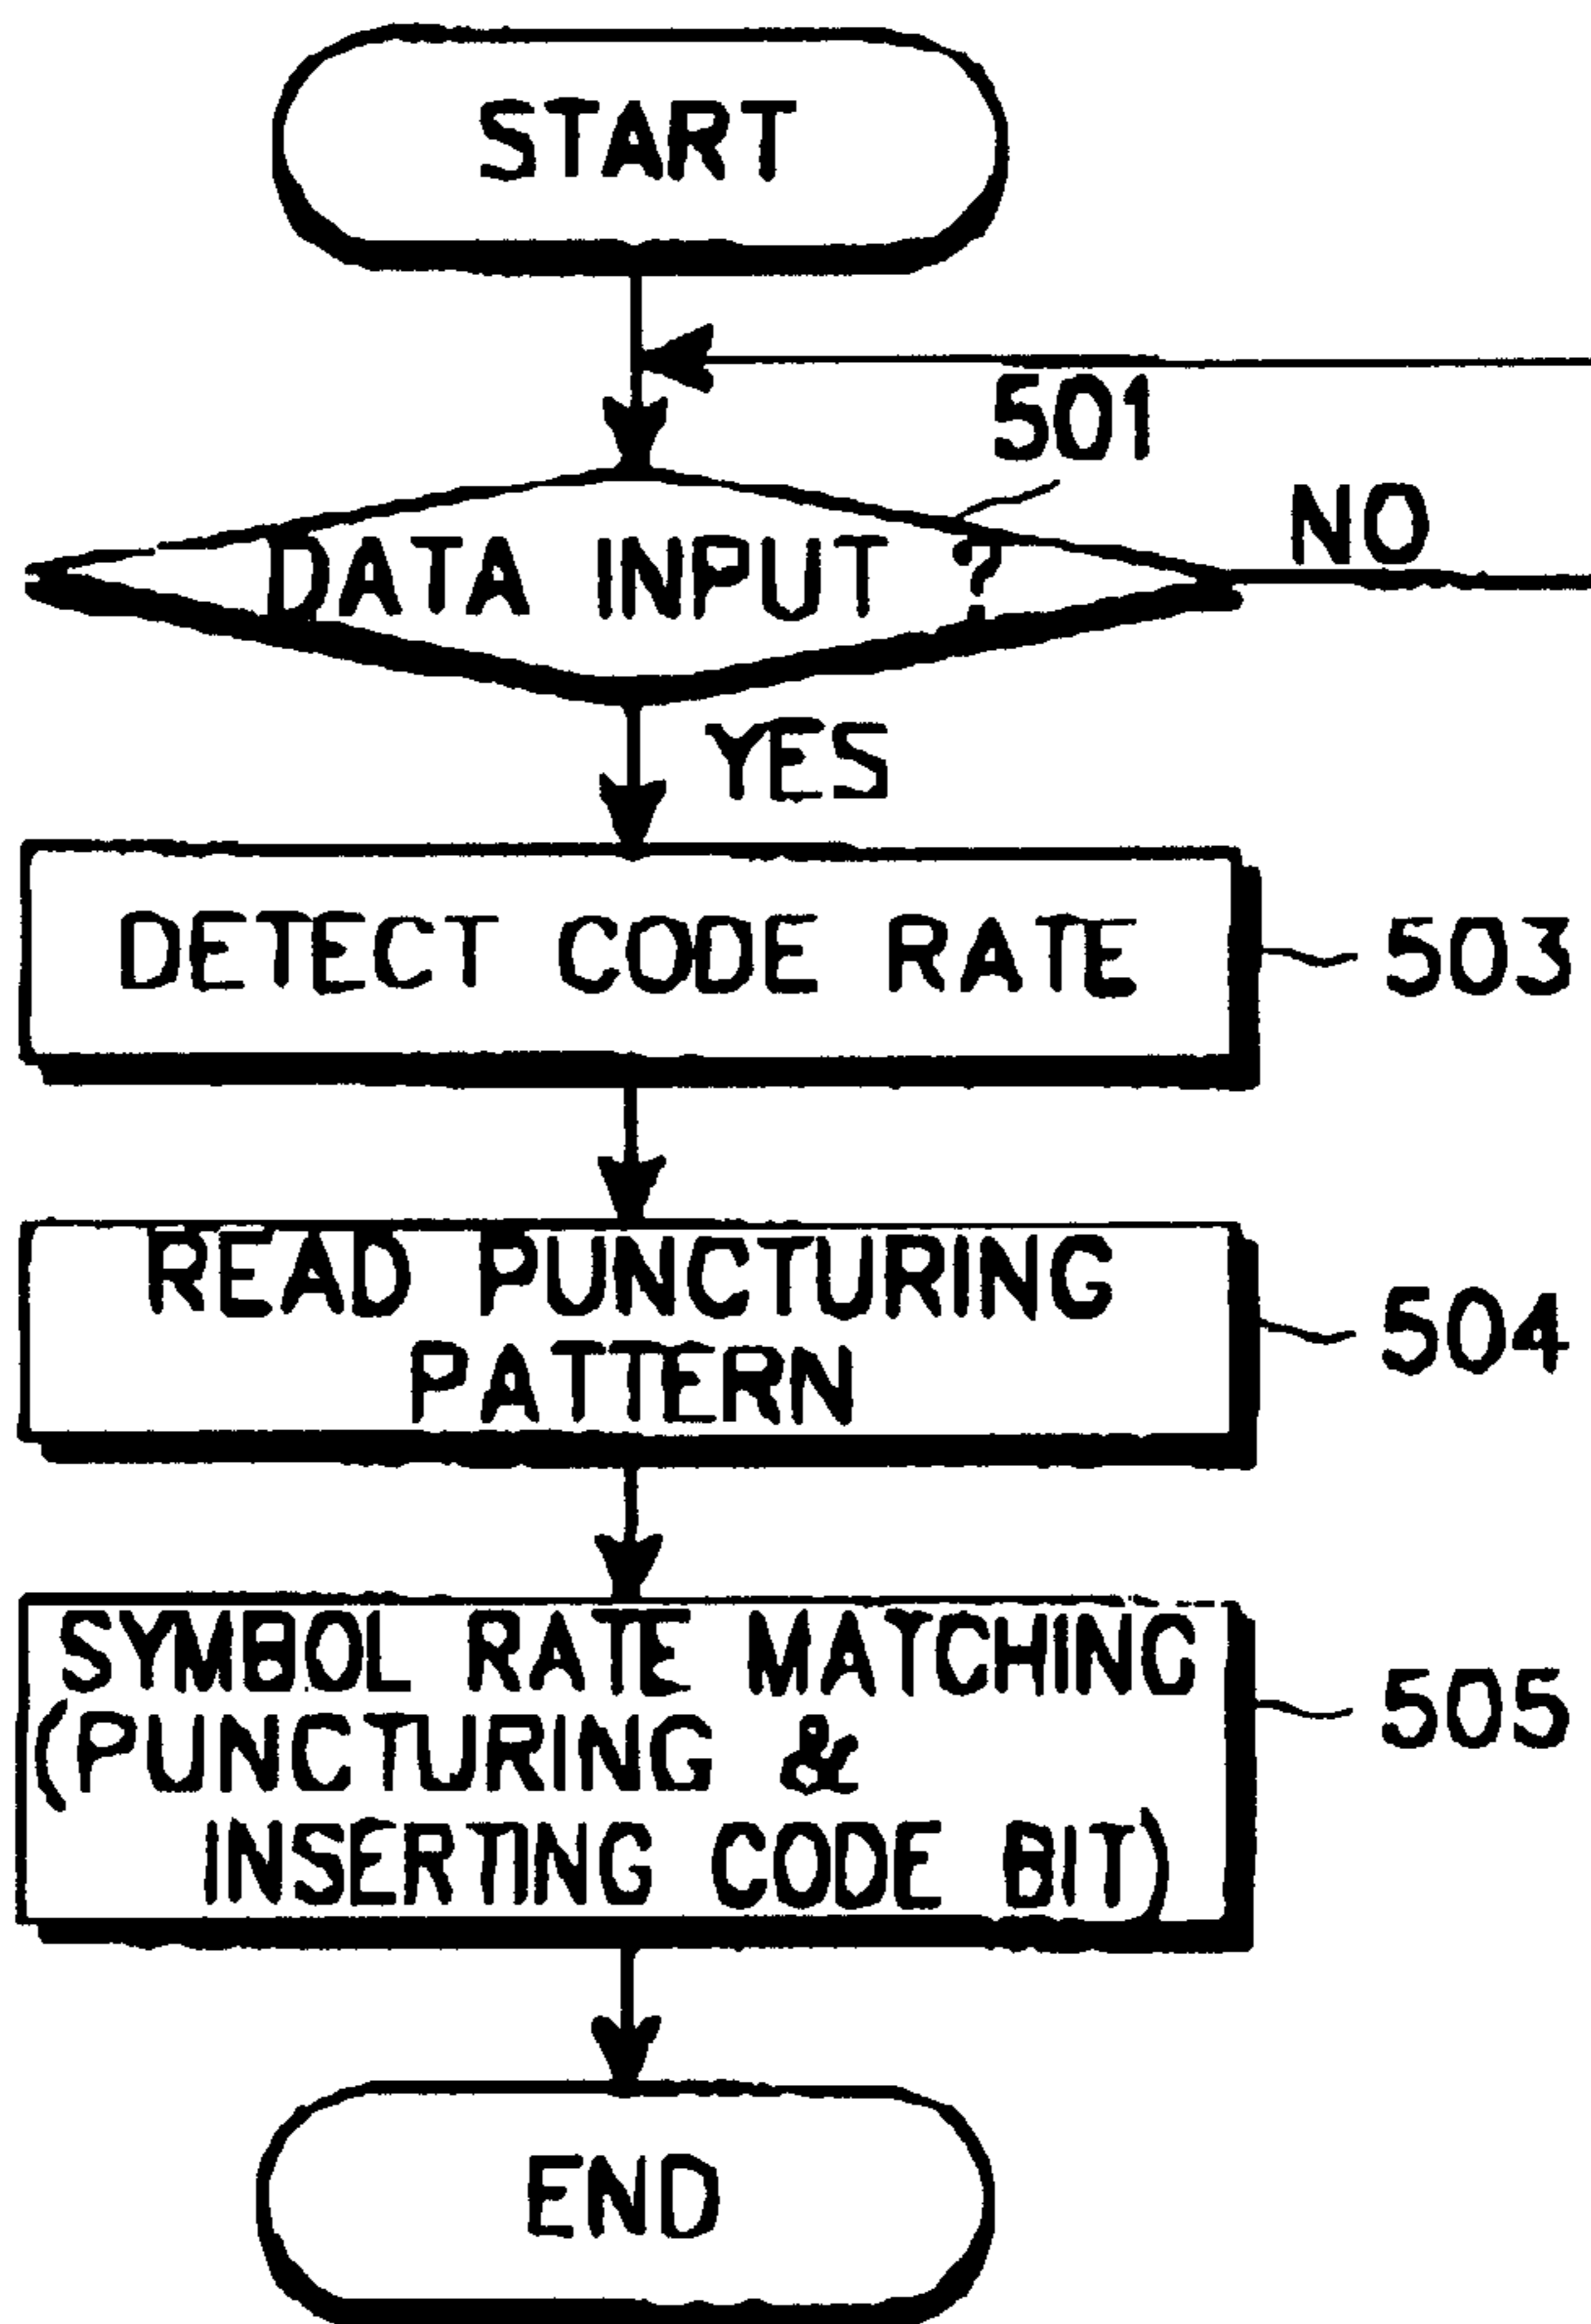 START
501
DATA INPUT ?
NO
YES
DETECT CODE RATE
503
READ PUNCTURING
PATTERN
504
SYMBOL RATE MATCHING
(PUNCTURING &
INSERTING CODE BIT)
505
END